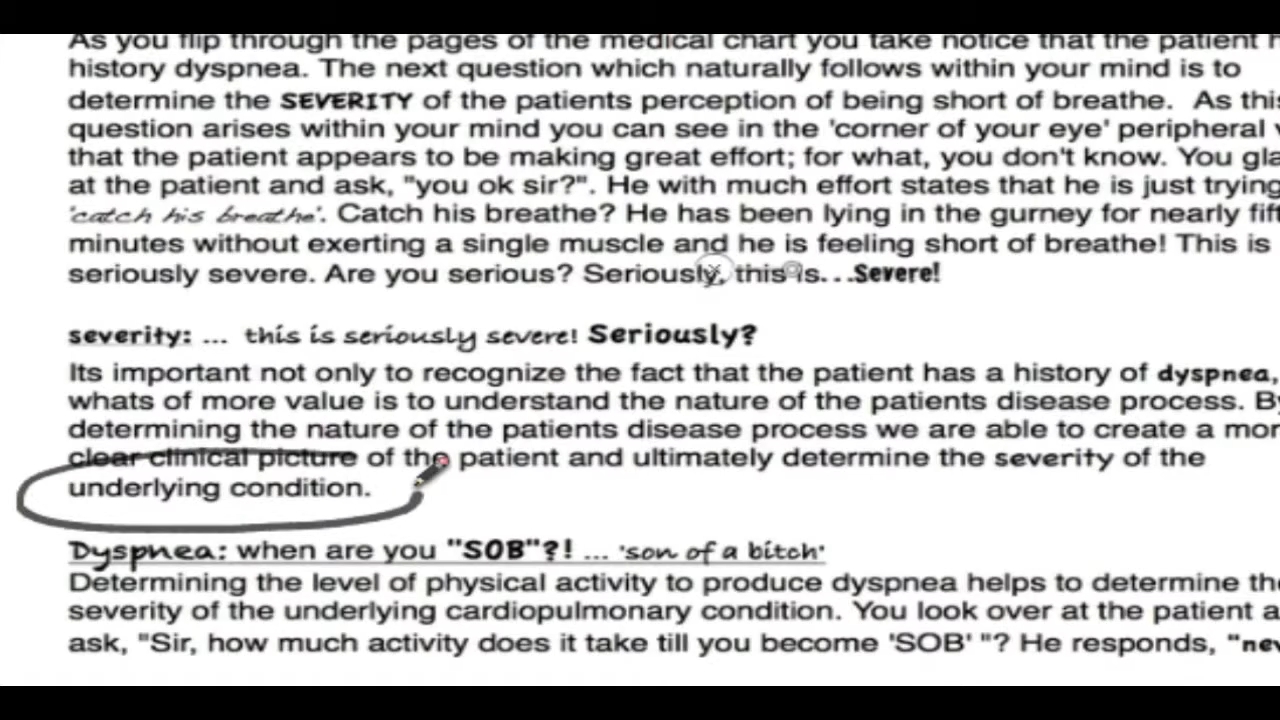 As you flip through the pages of the medical chart you take notice that the patient
history dyspnea. The next question which naturally follows within your mind is to
determine the SEVERITY of the patients perception of being short of breathe. As this
question arises within your mind you can see in the 'corner of your eye' peripheral
that the patient appears to be making great effort; for what, you don't know. You gla
at the patient and ask, "you ok sir?". He with much effort states that he is just trying
'catch his breathe'. Catch his breathe? He has been lying in the gurney for nearly fif
minutes without exerting a single muscle and he is feeling short of breathe! This is
seriously severe. Are you serious? Seriously, this is...Severe!
severity: ... this is seriously severe! Seriously?
Its important not only to recognize the fact that the patient has a history of dyspnea,
whats of more value is to understand the nature of the patients disease process. By
determining the nature of the patients disease process we are able to create a mor
clear clinical picture of the patient and ultimately determine the severity of the
underlying condition.
Dyspnea: when are you "SOB"?! ... 'son of a bitch'
Determining the level of physical activity to produce dyspnea helps to determine the
severity of the underlying cardiopulmonary condition. You look over at the patient a
ask, "Sir, how much activity does it take till you become 'SOB' "? He responds, "nev